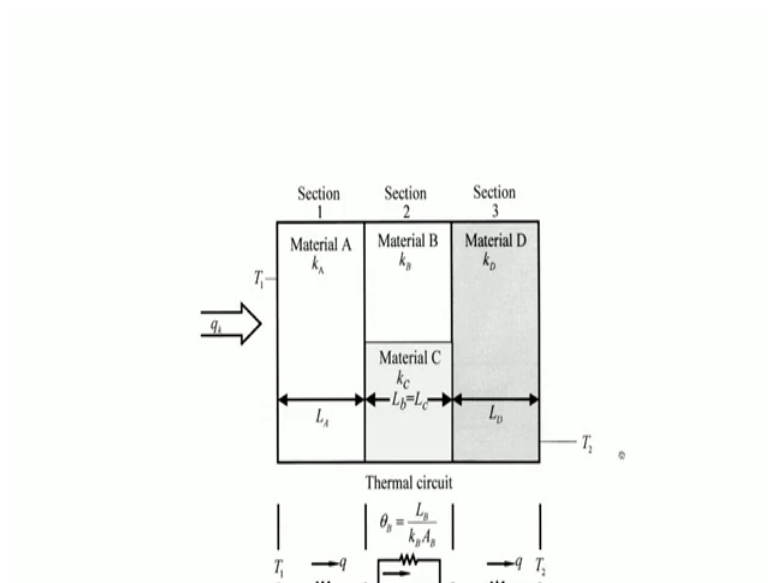 Section Section Section
1 2 3
Material A Material B Material D
k_A k_B k_D
T_1
q_k
Material C
k_C
L_b=L_c
L_A L_D
T_2
Thermal circuit
θ_B = L_B / k_B A_B
T_1 q q T_2